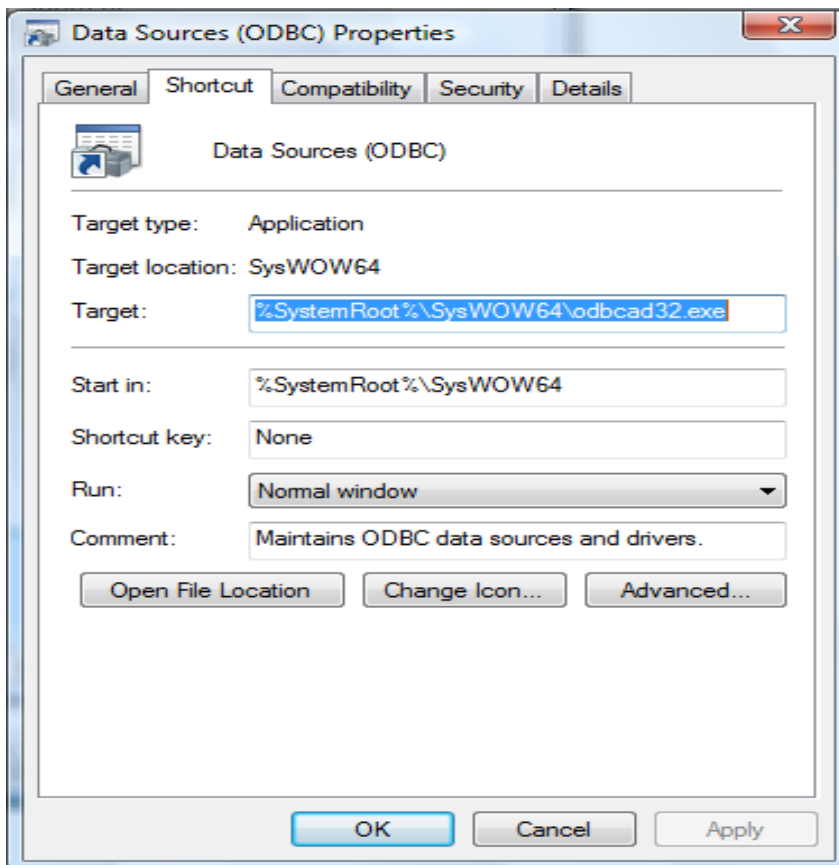 Data Sources (ODBC) Properties
General Shortcut Compatibility Security Details
Data Sources (ODBC)
Target type: Application
Target location: SysWOW64
Target: %SystemRoot%\SysWOW64\odbcad32.exe
Start in: %SystemRoot%\SysWOW64
Shortcut key: None
Run: Normal window
Comment: Maintains ODBC data sources and drivers.
Open File Location Change Icon... Advanced...
OK Cancel Apply